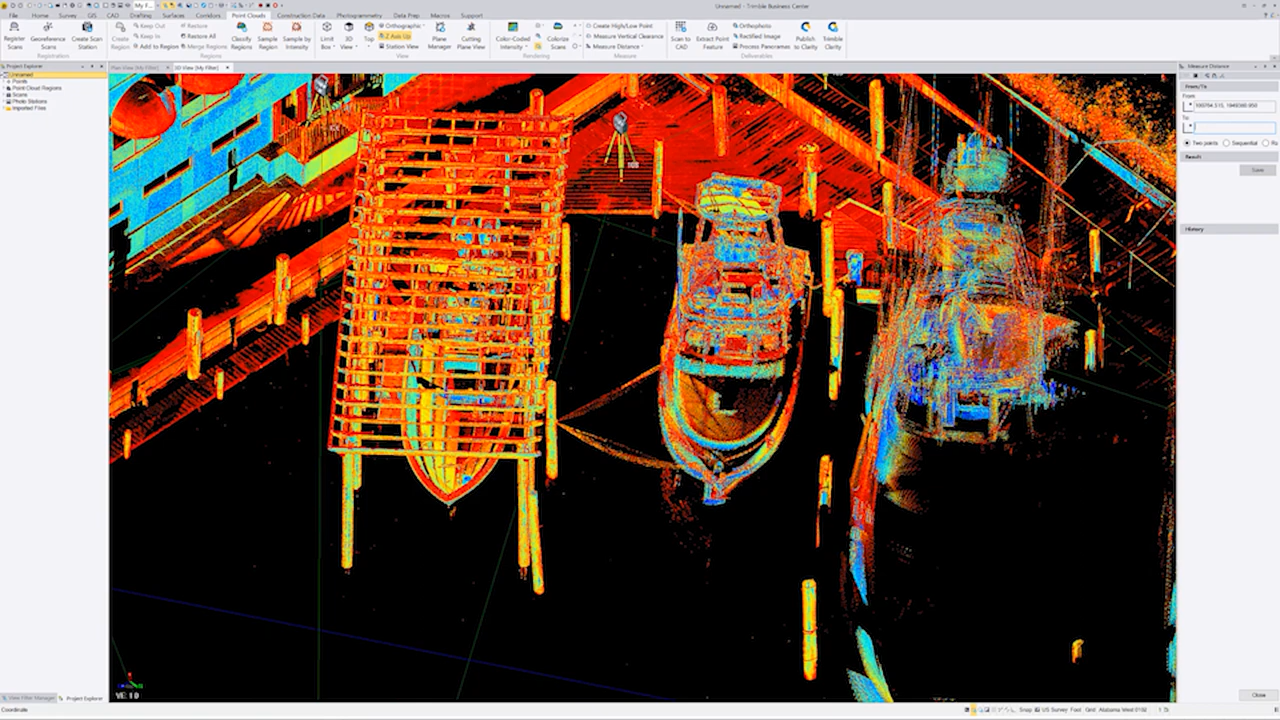 Unnamed - Trimble Business Center
File Home Survey GIS CAD Drafting Surfaces Corridors Point Clouds Construction Data Photogrammetry Data Prep Macros Support
Register Scans
Georeference Scans
Create Scan Station
Registration
Create Region
Keep Out
Keep In
Add to Region
Restore
Restore All
Merge Regions
Classify Regions
Sample Region
Sample by Intensity
Regions
Limit Box
3D View
Top
Orthographic
Z Axis Up
Station View
View
Plane Manager
Cutting Plane View
Color-Coded Intensity
Colorize Scans
Rendering
Create High/Low Point
Measure Vertical Clearance
Measure Distance
Measure
Scan to CAD
Extract Point Feature
Orthophoto
Rectified Image
Process Panoramas
Publish to Clarity
Trimble Clarity
Deliverables
Project Explorer
Unnamed
Points
Point Cloud Regions
Scans
Photo Stations
Imported Files
Plan View (My Filter)
3D View (My Filter)
Measure Distance
From/To
From:
To:
Two points Sequential
Result
Save
History
VE: 1.0
View Filter Manager Project Explorer
Close
Coordinate
Snap US Survey Foot Grid Alabama West 0102